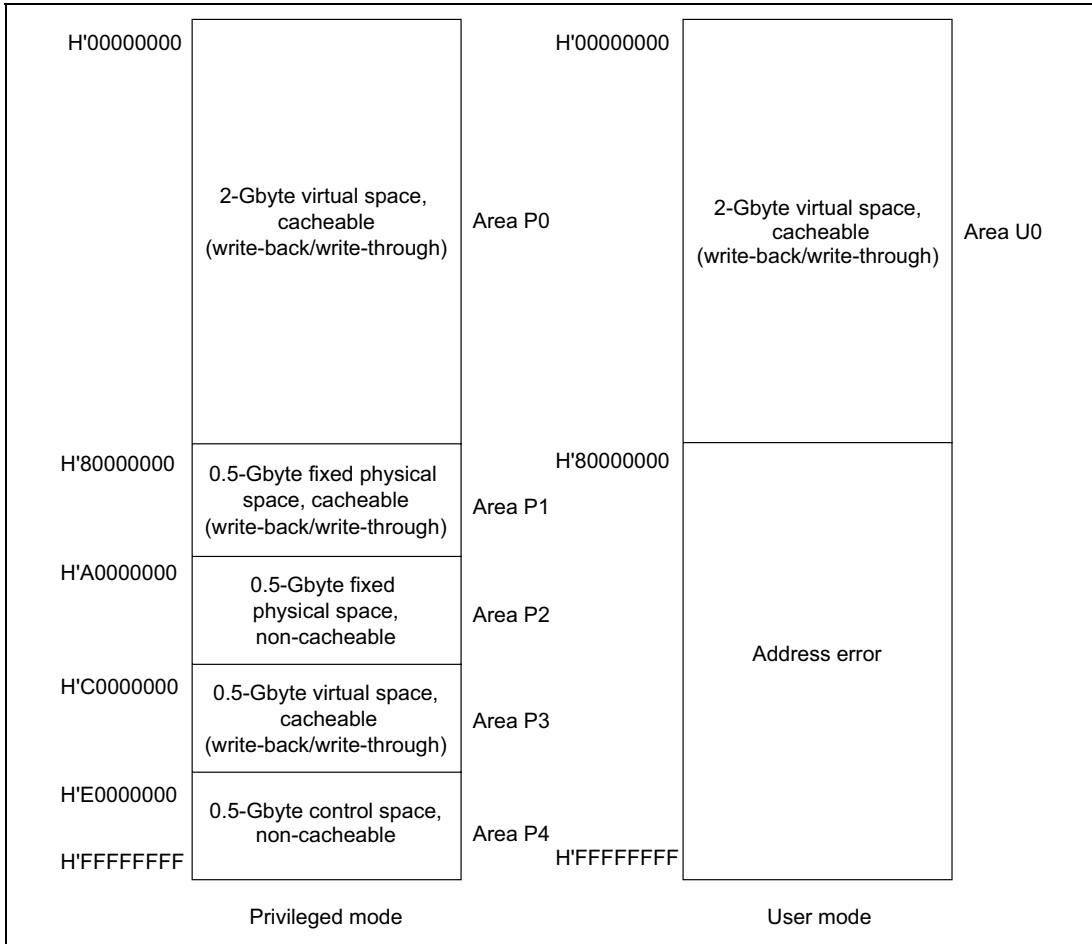 H'00000000
2-Gbyte virtual space,
cacheable
(write-back/write-through)
Area P0
H'80000000
0.5-Gbyte fixed physical
space, cacheable
(write-back/write-through)
Area P1
H'A0000000
0.5-Gbyte fixed
physical space,
non-cacheable
Area P2
H'C0000000
0.5-Gbyte virtual space,
cacheable
(write-back/write-through)
Area P3
H'E0000000
0.5-Gbyte control space,
non-cacheable
Area P4
H'FFFFFFFF
Privileged mode
H'00000000
2-Gbyte virtual space,
cacheable
(write-back/write-through)
Area U0
H'80000000
Address error
H'FFFFFFFF
User mode